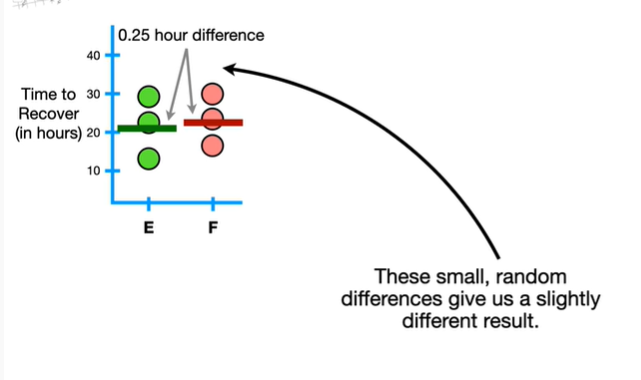 0.25 hour difference
40
Time to
Recover
(in hours)
30
20
10
E
F
These small, random
differences give us a slightly
different result.